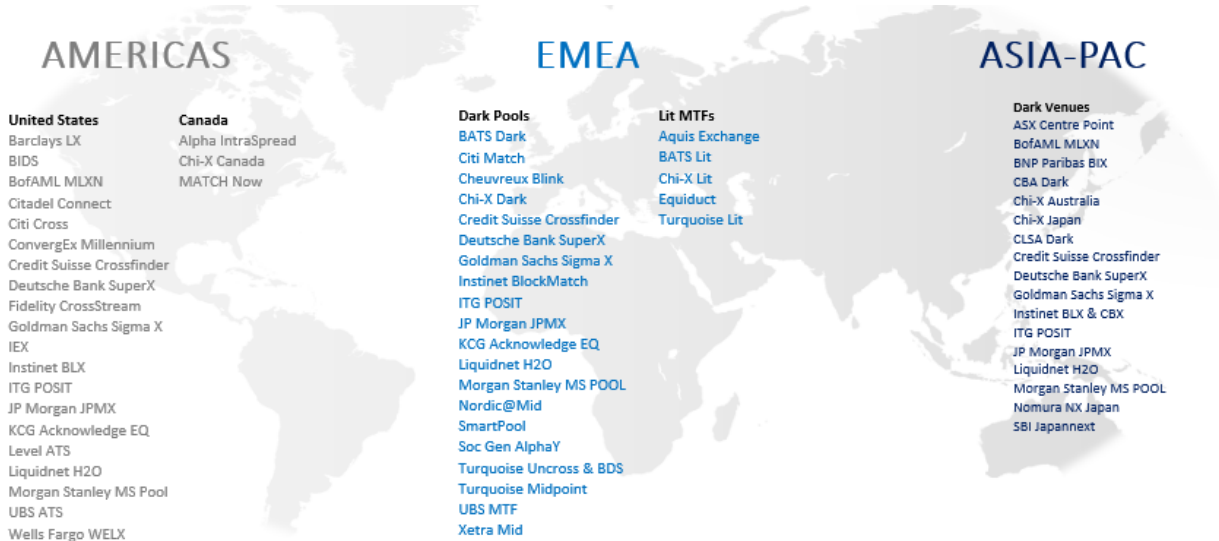 AMERICAS
United States
Barclays LX
BIDS
BofAML MLXN
Citadel Connect
Citi Cross
ConvergEx Millennium
Credit Suisse Crossfinder
Deutsche Bank SuperX
Fidelity CrossStream
Goldman Sachs Sigma X
IEX
Instinet BLX
ITG POSIT
JP Morgan JPMX
KCG Acknowledge EQ
Level ATS
Liquidnet H2O
Morgan Stanley MS Pool
UBS ATS
Wells Fargo WELX
Canada
Alpha IntraSpread
Chi-X Canada
MATCH Now
EMEA
Dark Pools
BATS Dark
Citi Match
Cheuvreux Blink
Chi-X Dark
Credit Suisse Crossfinder
Deutsche Bank SuperX
Goldman Sachs Sigma X
Instinet BlockMatch
ITG POSIT
JP Morgan JPMX
KCG Acknowledge EQ
Liquidnet H2O
Morgan Stanley MS POOL
Nordic@Mid
SmartPool
Soc Gen AlphaY
Turquoise Uncross & BDS
Turquoise Midpoint
UBS MTF
Xetra Mid
Lit MTFs
Aquis Exchange
BATS Lit
Chi-X Lit
Equiduct
Turquoise Lit
ASIA-PAC
Dark Venues
ASX Centre Point
BofAML MLXN
BNP Paribas BIX
CBA Dark
Chi-X Australia
Chi-X Japan
CLSA Dark
Credit Suisse Crossfinder
Deutsche Bank SuperX
Goldman Sachs Sigma X
Instinet BLX & CBX
ITG POSIT
JP Morgan JPMX
Liquidnet H2O
Morgan Stanley MS POOL
Nomura NX Japan
SBI Japannext